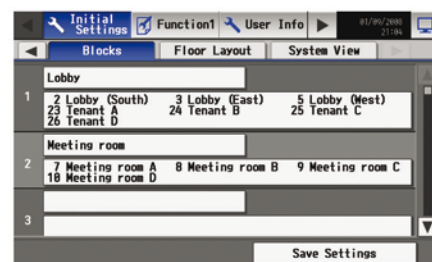 Initial Settings Function1 User Info 01/09/2008 21:04
Blocks Floor Layout System View
Lobby
1
2 Lobby (South) 3 Lobby (East) 5 Lobby (West)
23 Tenant A 24 Tenant B 25 Tenant C
26 Tenant D
Meeting room
2
7 Meeting room A 8 Meeting room B 9 Meeting room C
10 Meeting room D
3
Save Settings